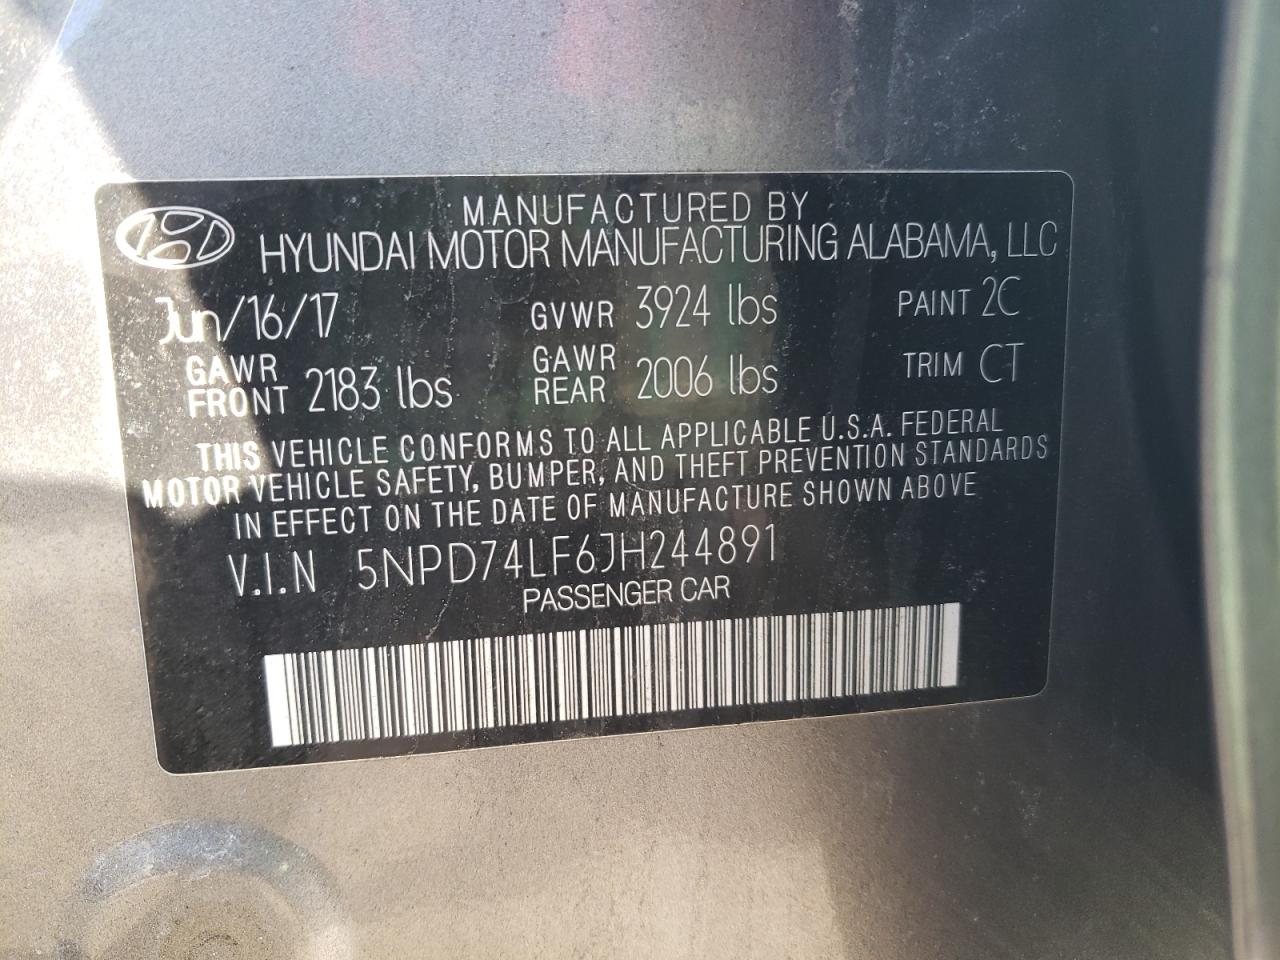 MANUFACTURED BY
HYUNDAI MOTOR MANUFACTURING ALABAMA, LLC
Jun/16/17 GVWR 3924 lbs PAINT 2C
GAWR FRONT 2183 lbs GAWR REAR 2006 lbs TRIM CT
THIS VEHICLE CONFORMS TO ALL APPLICABLE U.S.A. FEDERAL
MOTOR VEHICLE SAFETY, BUMPER, AND THEFT PREVENTION STANDARDS
IN EFFECT ON THE DATE OF MANUFACTURE SHOWN ABOVE
V.I.N 5NPD74LF6JH244891
PASSENGER CAR